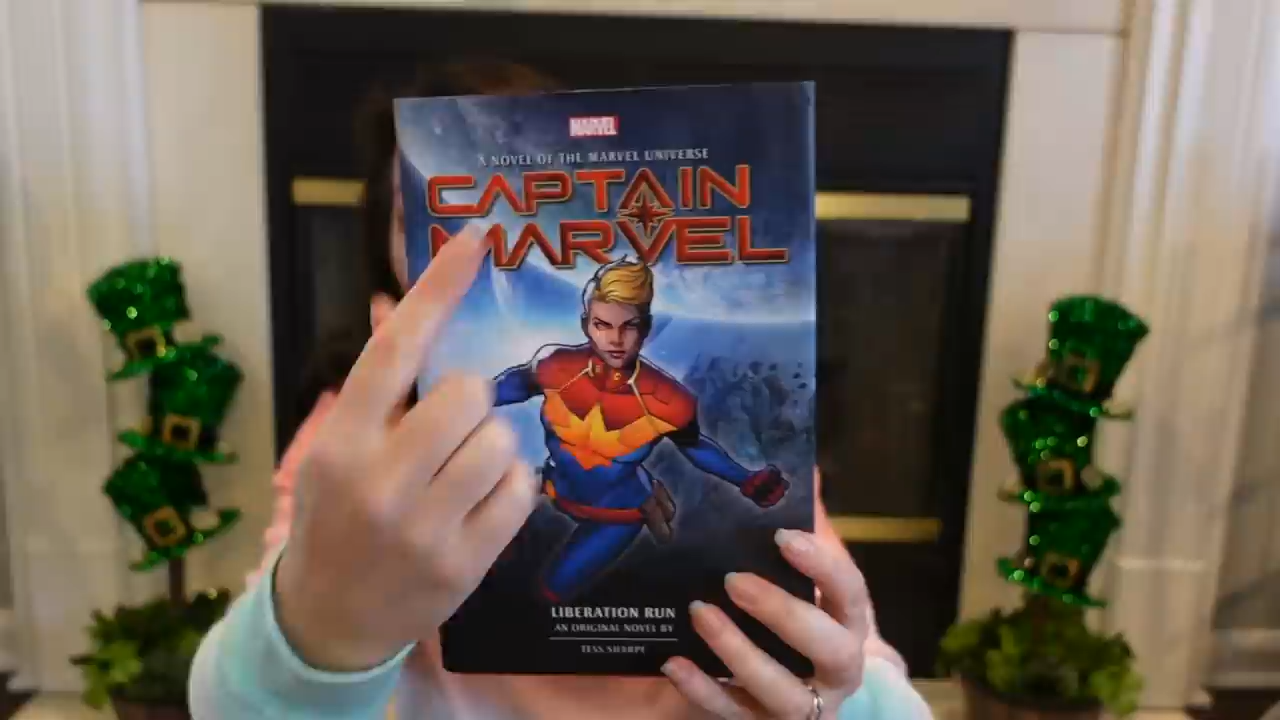 MARVEL
A NOVEL OF THE MARVEL UNIVERSE
CAPTAIN
MARVEL
LIBERATION RUN
AN ORIGINAL NOVEL BY
TESS SHARPE